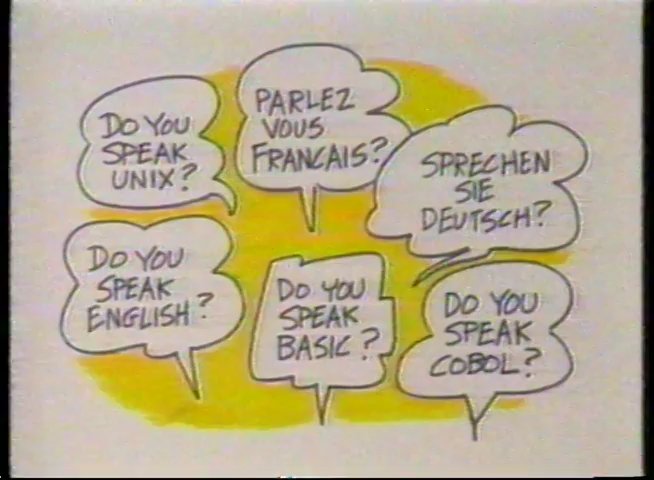 DO YOU
SPEAK
UNIX?
PARLEZ
VOUS
FRANCAIS?
SPRECHEN
SIE
DEUTSCH?
DO YOU
SPEAK
ENGLISH?
DO YOU
SPEAK
BASIC?
DO YOU
SPEAK
COBOL?